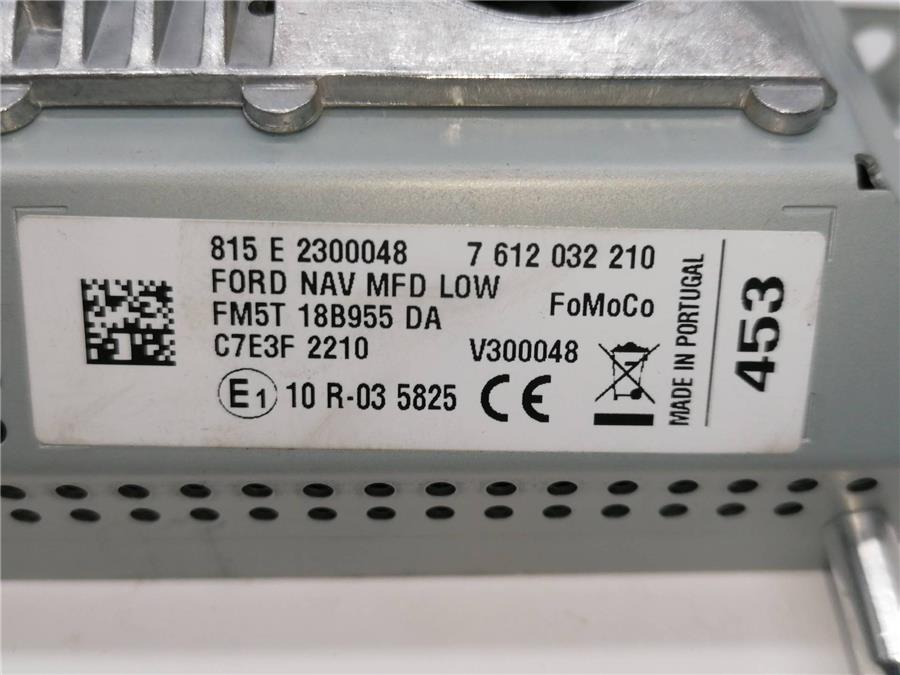 815 E 2300048 7 612 032 210
FORD NAV MFD LOW
FM5T 18B955 DA FoMoCo
C7E3F 2210 V300048
E1 10 R-03 5825 CE
MADE IN PORTUGAL
453